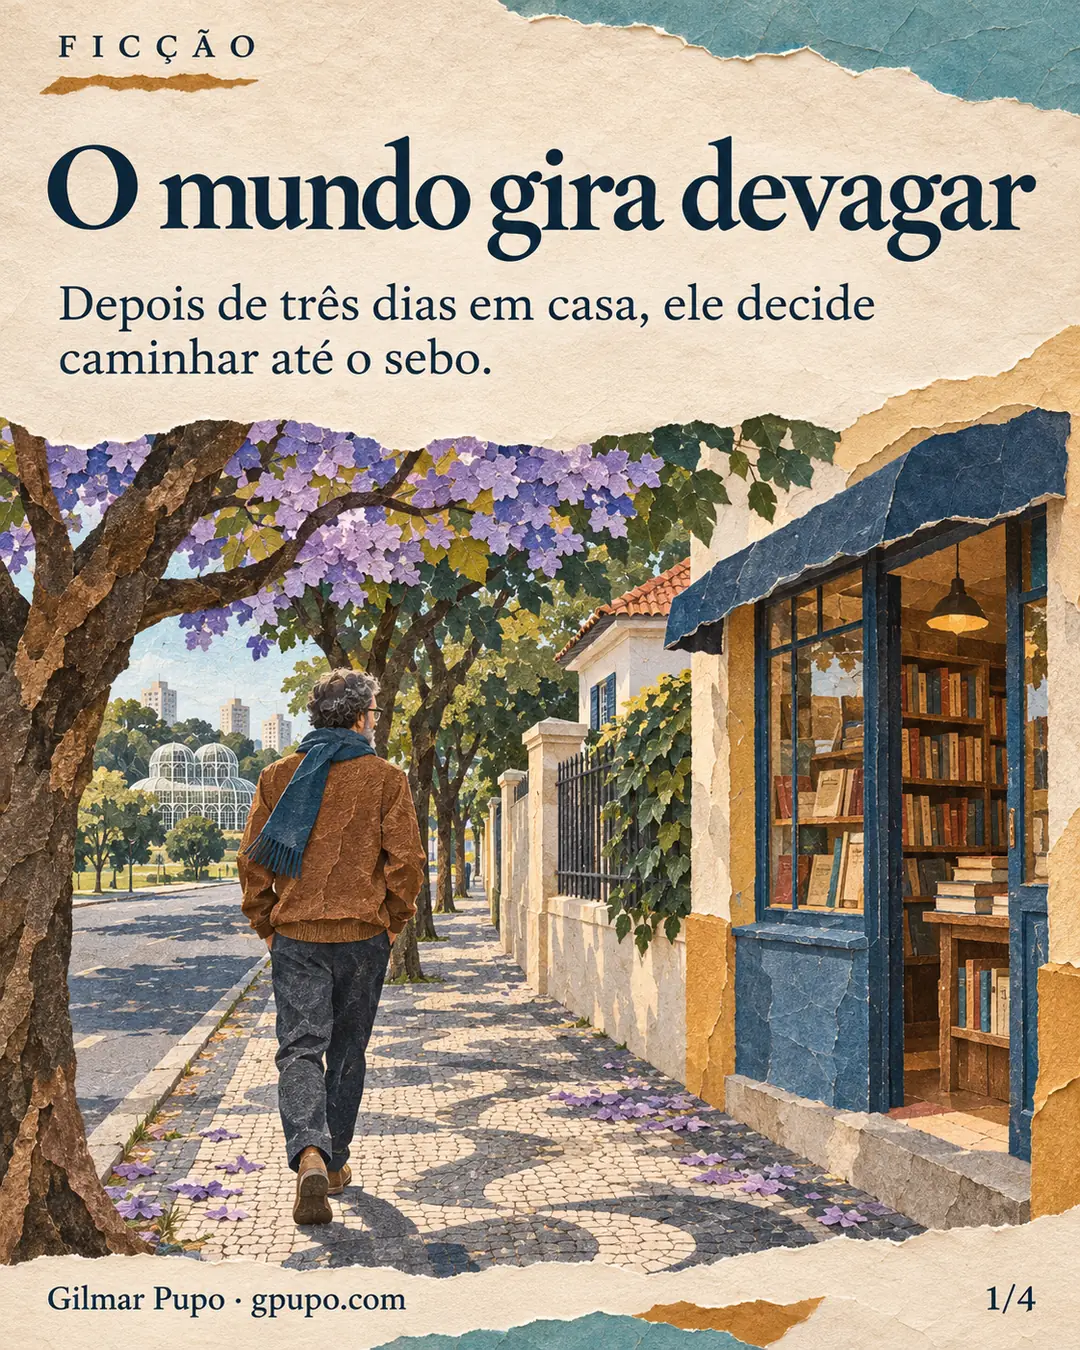 FICÇÃO
O mundo gira devagar
Depois de três dias em casa, ele decide
caminhar até o sebo.
Gilmar Pupo · gpupo.com
1/4